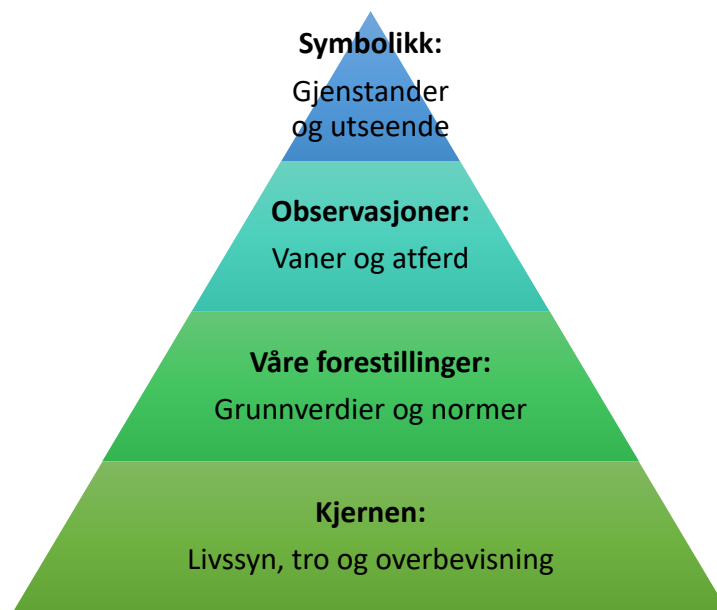 Symbolikk:
Gjenstander
og utseende
Observasjoner:
Vaner og atferd
Våre forestillinger:
Grunnverdier og normer
Kjernen:
Livssyn, tro og overbevisning